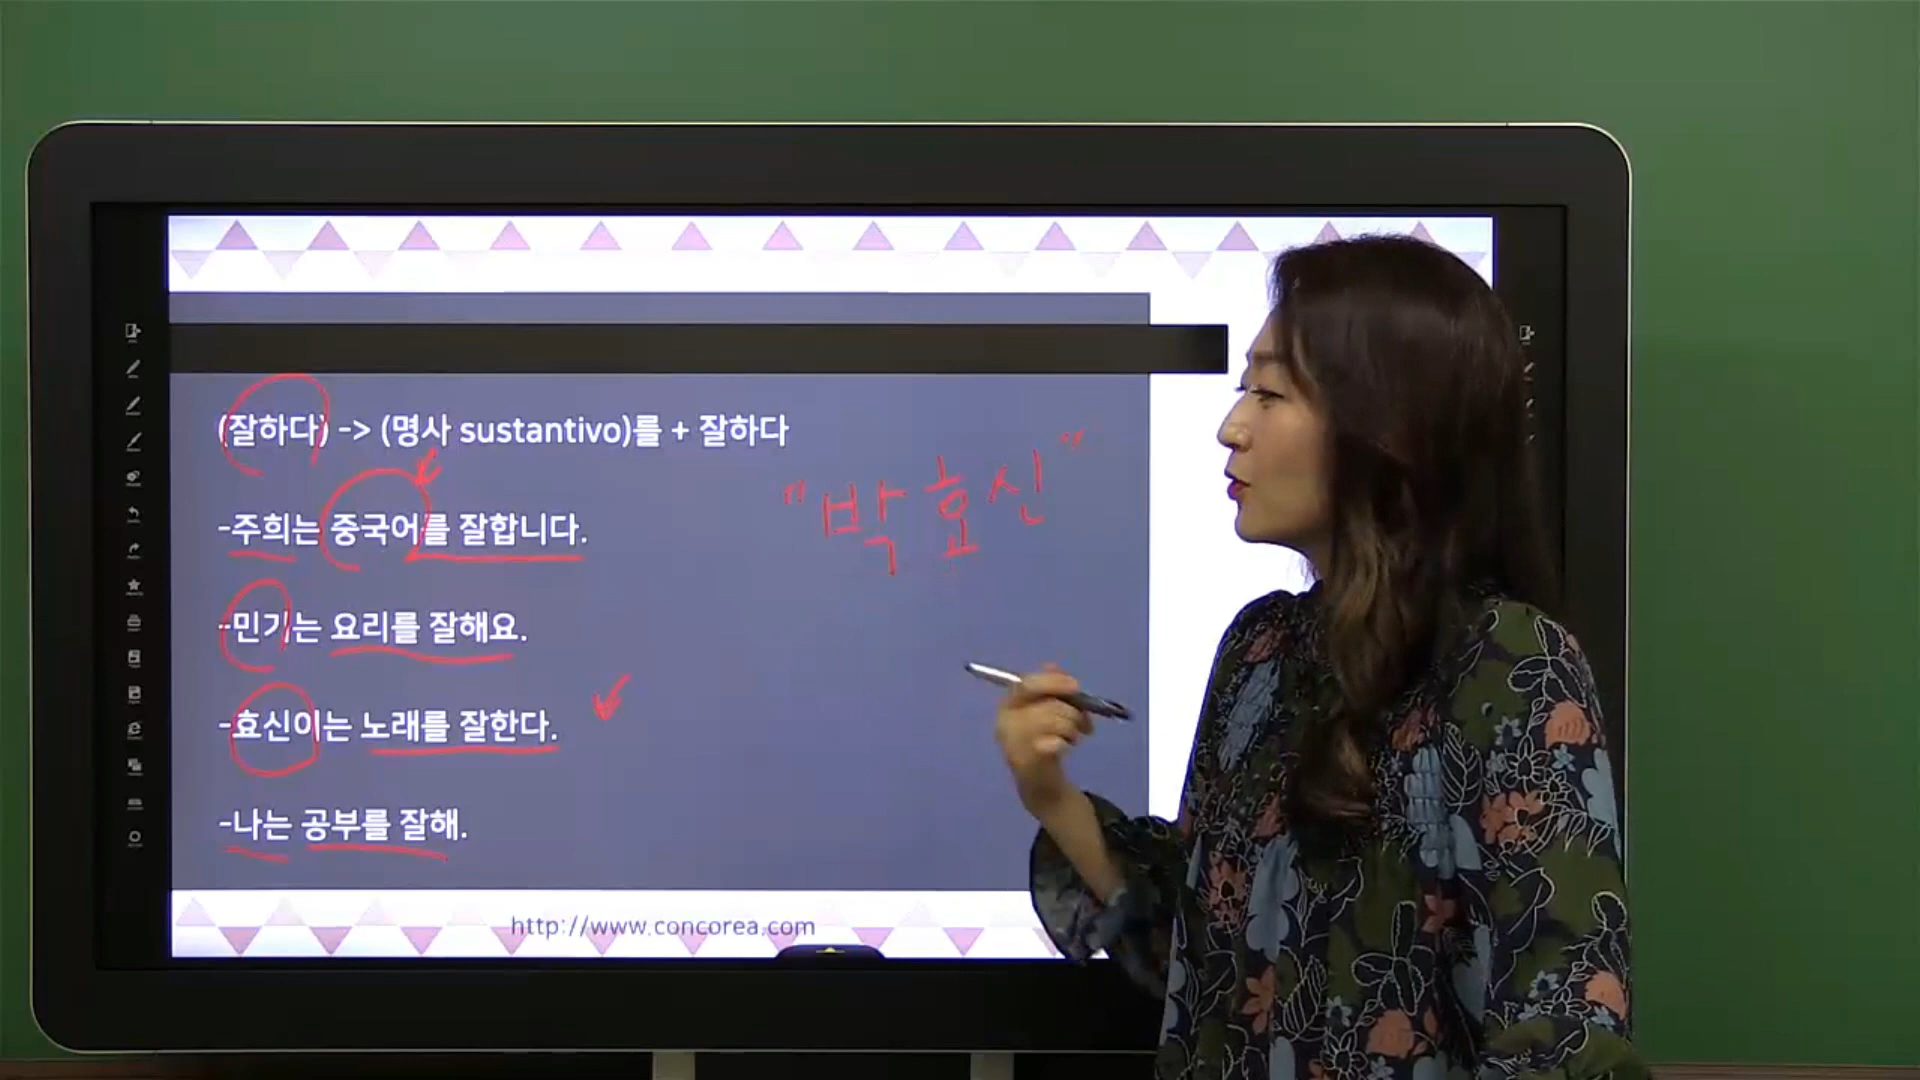 (잘하다) -> (명사 sustantivo)를 + 잘하다
"박효신"
-주희는 중국어를 잘합니다.
-민기는 요리를 잘해요.
-효신이는 노래를 잘한다.
-나는 공부를 잘해.
http://www.concorea.com